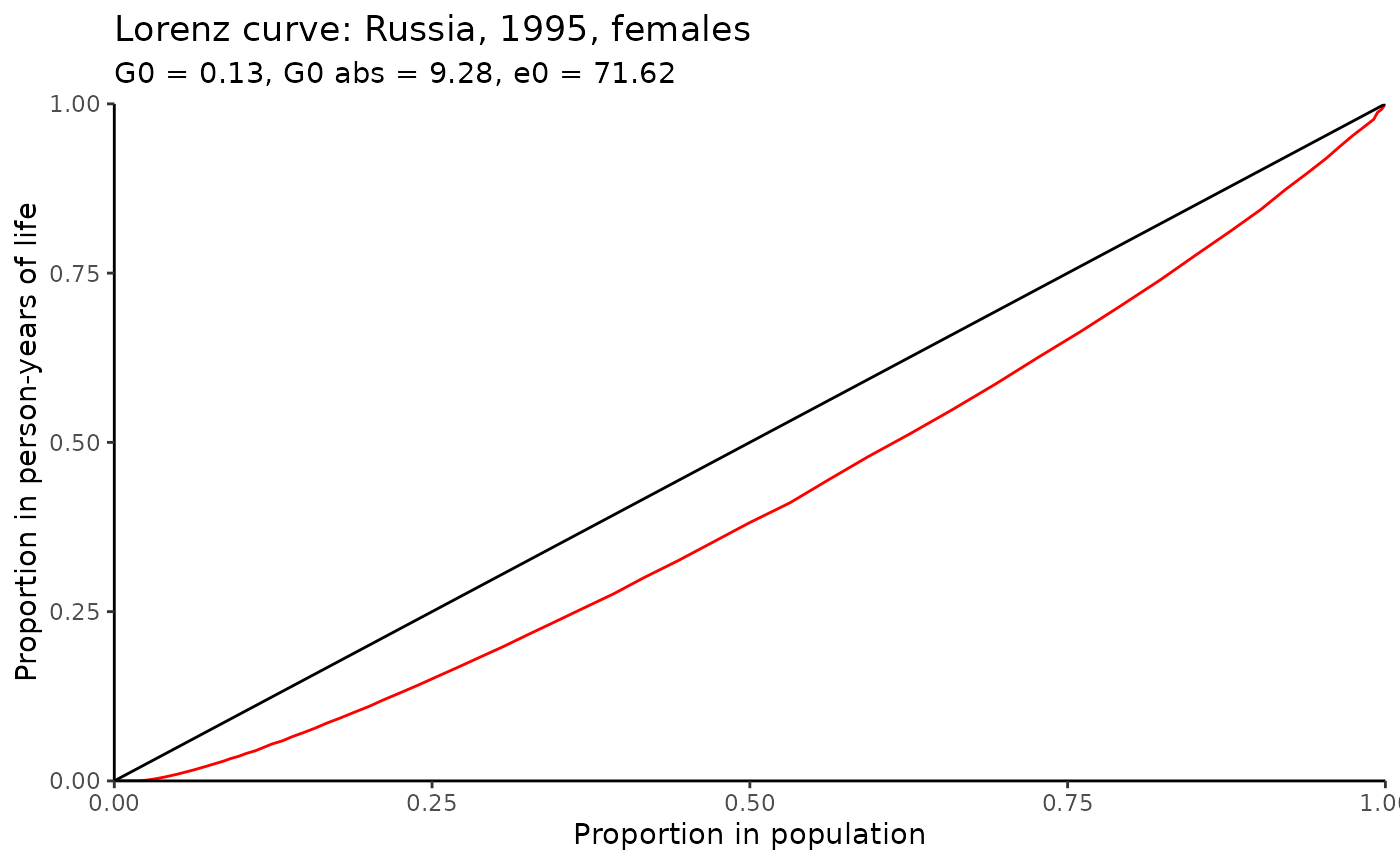 Lorenz curve: Russia, 1995, females
G0 = 0.13, G0 abs = 9.28, e0 = 71.62
Proportion in person-years of life
1.00
0.75
0.50
0.25
0.00
0.00 0.25 0.50 0.75 1.00
Proportion in population